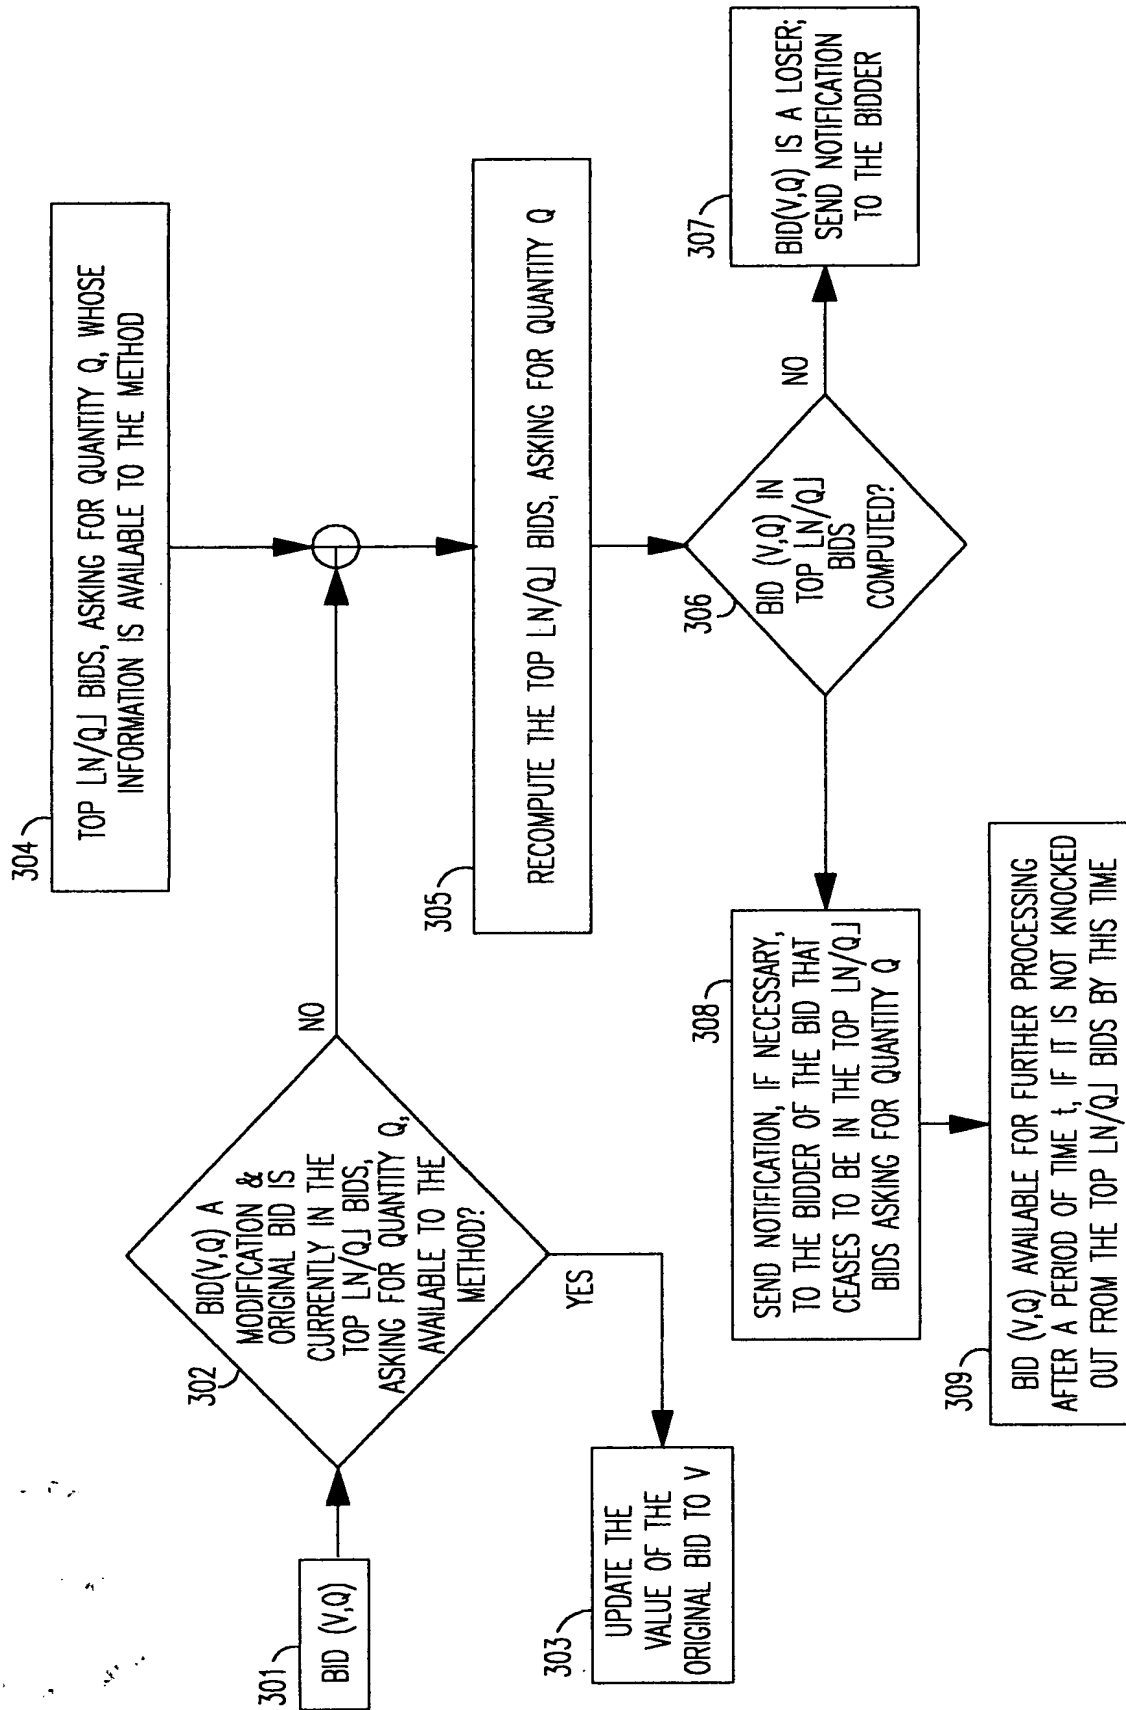 301
BID (V,Q)
302
BID(V,Q) A
MODIFICATION &
ORIGINAL BID IS
CURRENTLY IN THE
TOP ⌊N/Q⌋ BIDS,
ASKING FOR QUANTITY Q,
AVAILABLE TO THE
METHOD?
NO
YES
303
UPDATE THE
VALUE OF THE
ORIGINAL BID TO V
304
TOP ⌊N/Q⌋ BIDS, ASKING FOR QUANTITY Q, WHOSE
INFORMATION IS AVAILABLE TO THE METHOD
305
RECOMPUTE THE TOP ⌊N/Q⌋ BIDS, ASKING FOR QUANTITY Q
306
BID (V,Q) IN
TOP ⌊N/Q⌋
BIDS
COMPUTED?
NO
307
BID(V,Q) IS A LOSER;
SEND NOTIFICATION
TO THE BIDDER
308
SEND NOTIFICATION, IF NECESSARY,
TO THE BIDDER OF THE BID THAT
CEASES TO BE IN THE TOP ⌊N/Q⌋
BIDS ASKING FOR QUANTITY Q
309
BID (V,Q) AVAILABLE FOR FURTHER PROCESSING
AFTER A PERIOD OF TIME t, IF IT IS NOT KNOCKED
OUT FROM THE TOP ⌊N/Q⌋ BIDS BY THIS TIME